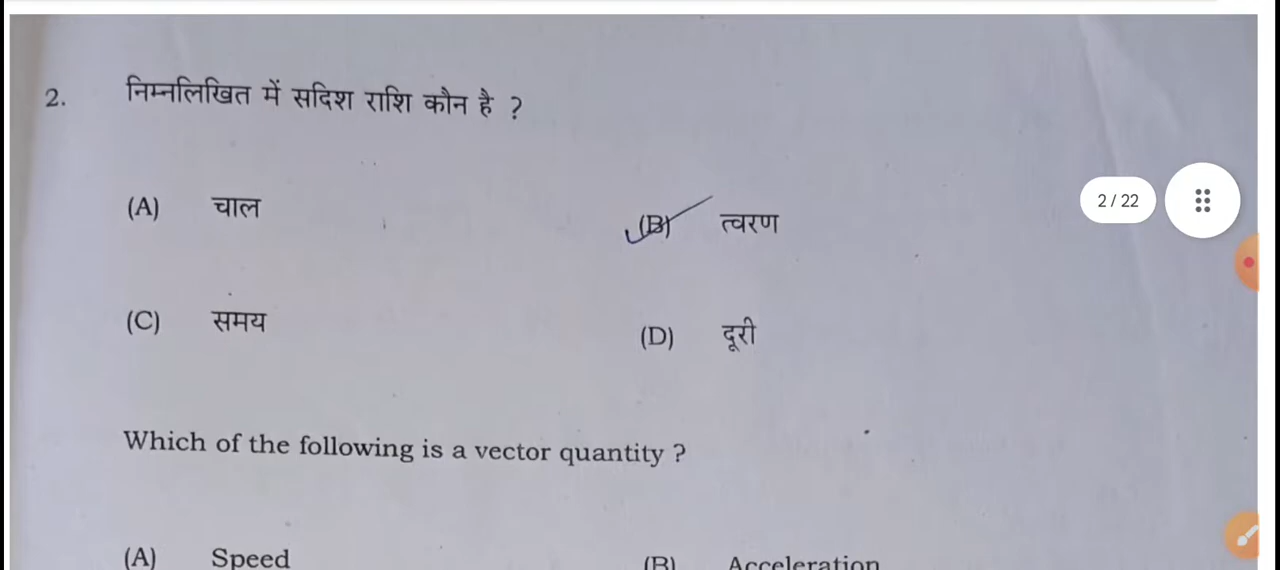 2. निम्नलिखित में सदिश राशि कौन है ?
2 / 22
(A) चाल (B) त्वरण
(C) समय (D) दूरी
Which of the following is a vector quantity ?
(A) Speed (B) Acceleration